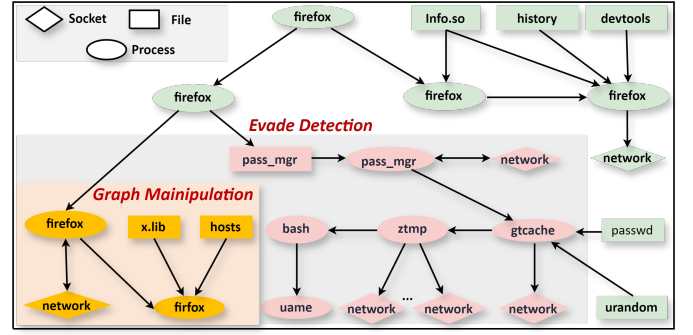 Socket
File
Process
firefox
Info.so
history
devtools
firefox
firefox
firefox
Evade Detection
pass_mgr
pass_mgr
network
network
Graph Mainipulation
firefox
x.lib
hosts
bash
ztmp
gtcache
passwd
network
firfox
uame
network
...
network
network
urandom